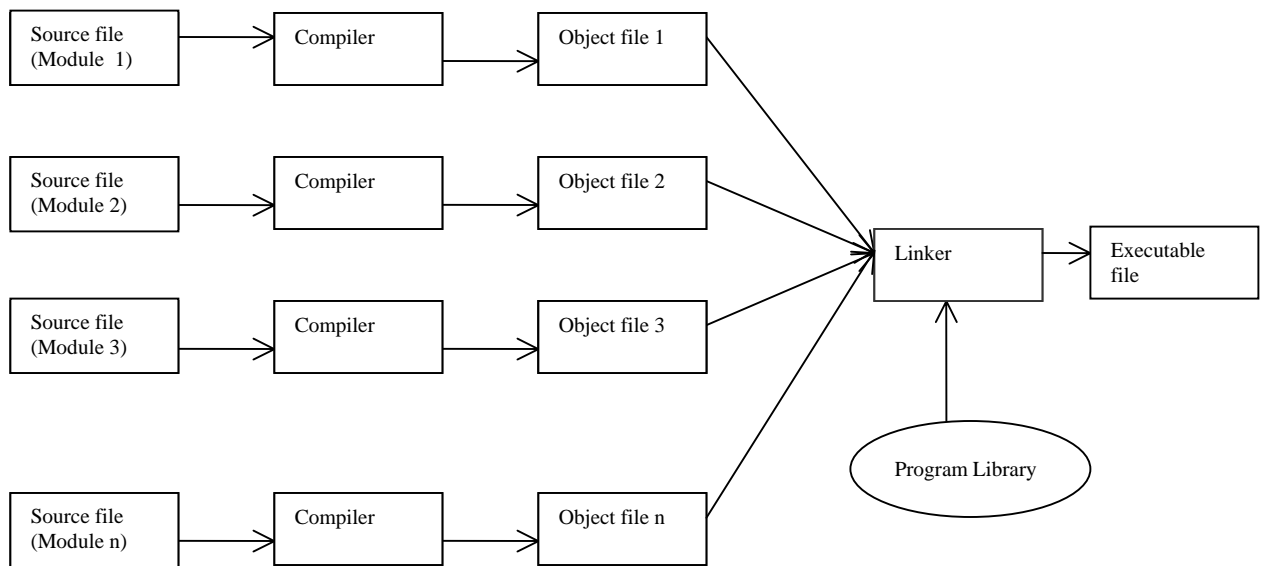 Source file
(Module 1)
Compiler
Object file 1
Source file
(Module 2)
Compiler
Object file 2
Linker
Executable
file
Source file
(Module 3)
Compiler
Object file 3
Program Library
Source file
(Module n)
Compiler
Object file n